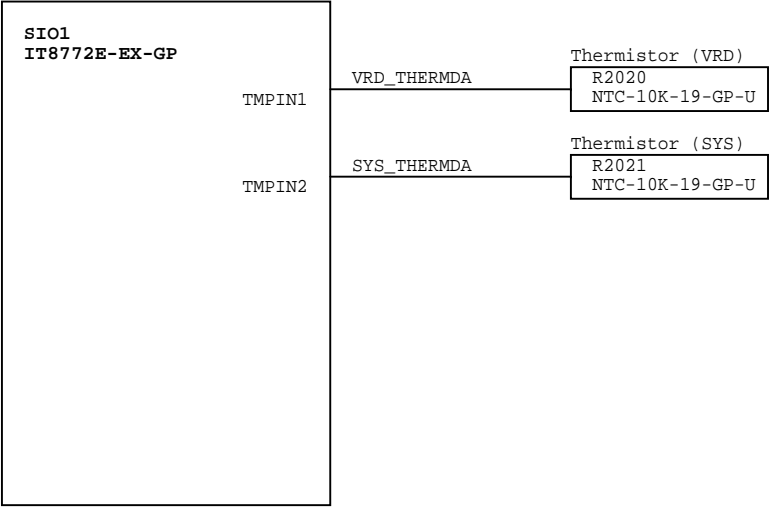 SIO1
IT8772E-EX-GP
TMPIN1
VRD_THERMDA
Thermistor (VRD)
R2020
NTC-10K-19-GP-U
TMPIN2
SYS_THERMDA
Thermistor (SYS)
R2021
NTC-10K-19-GP-U